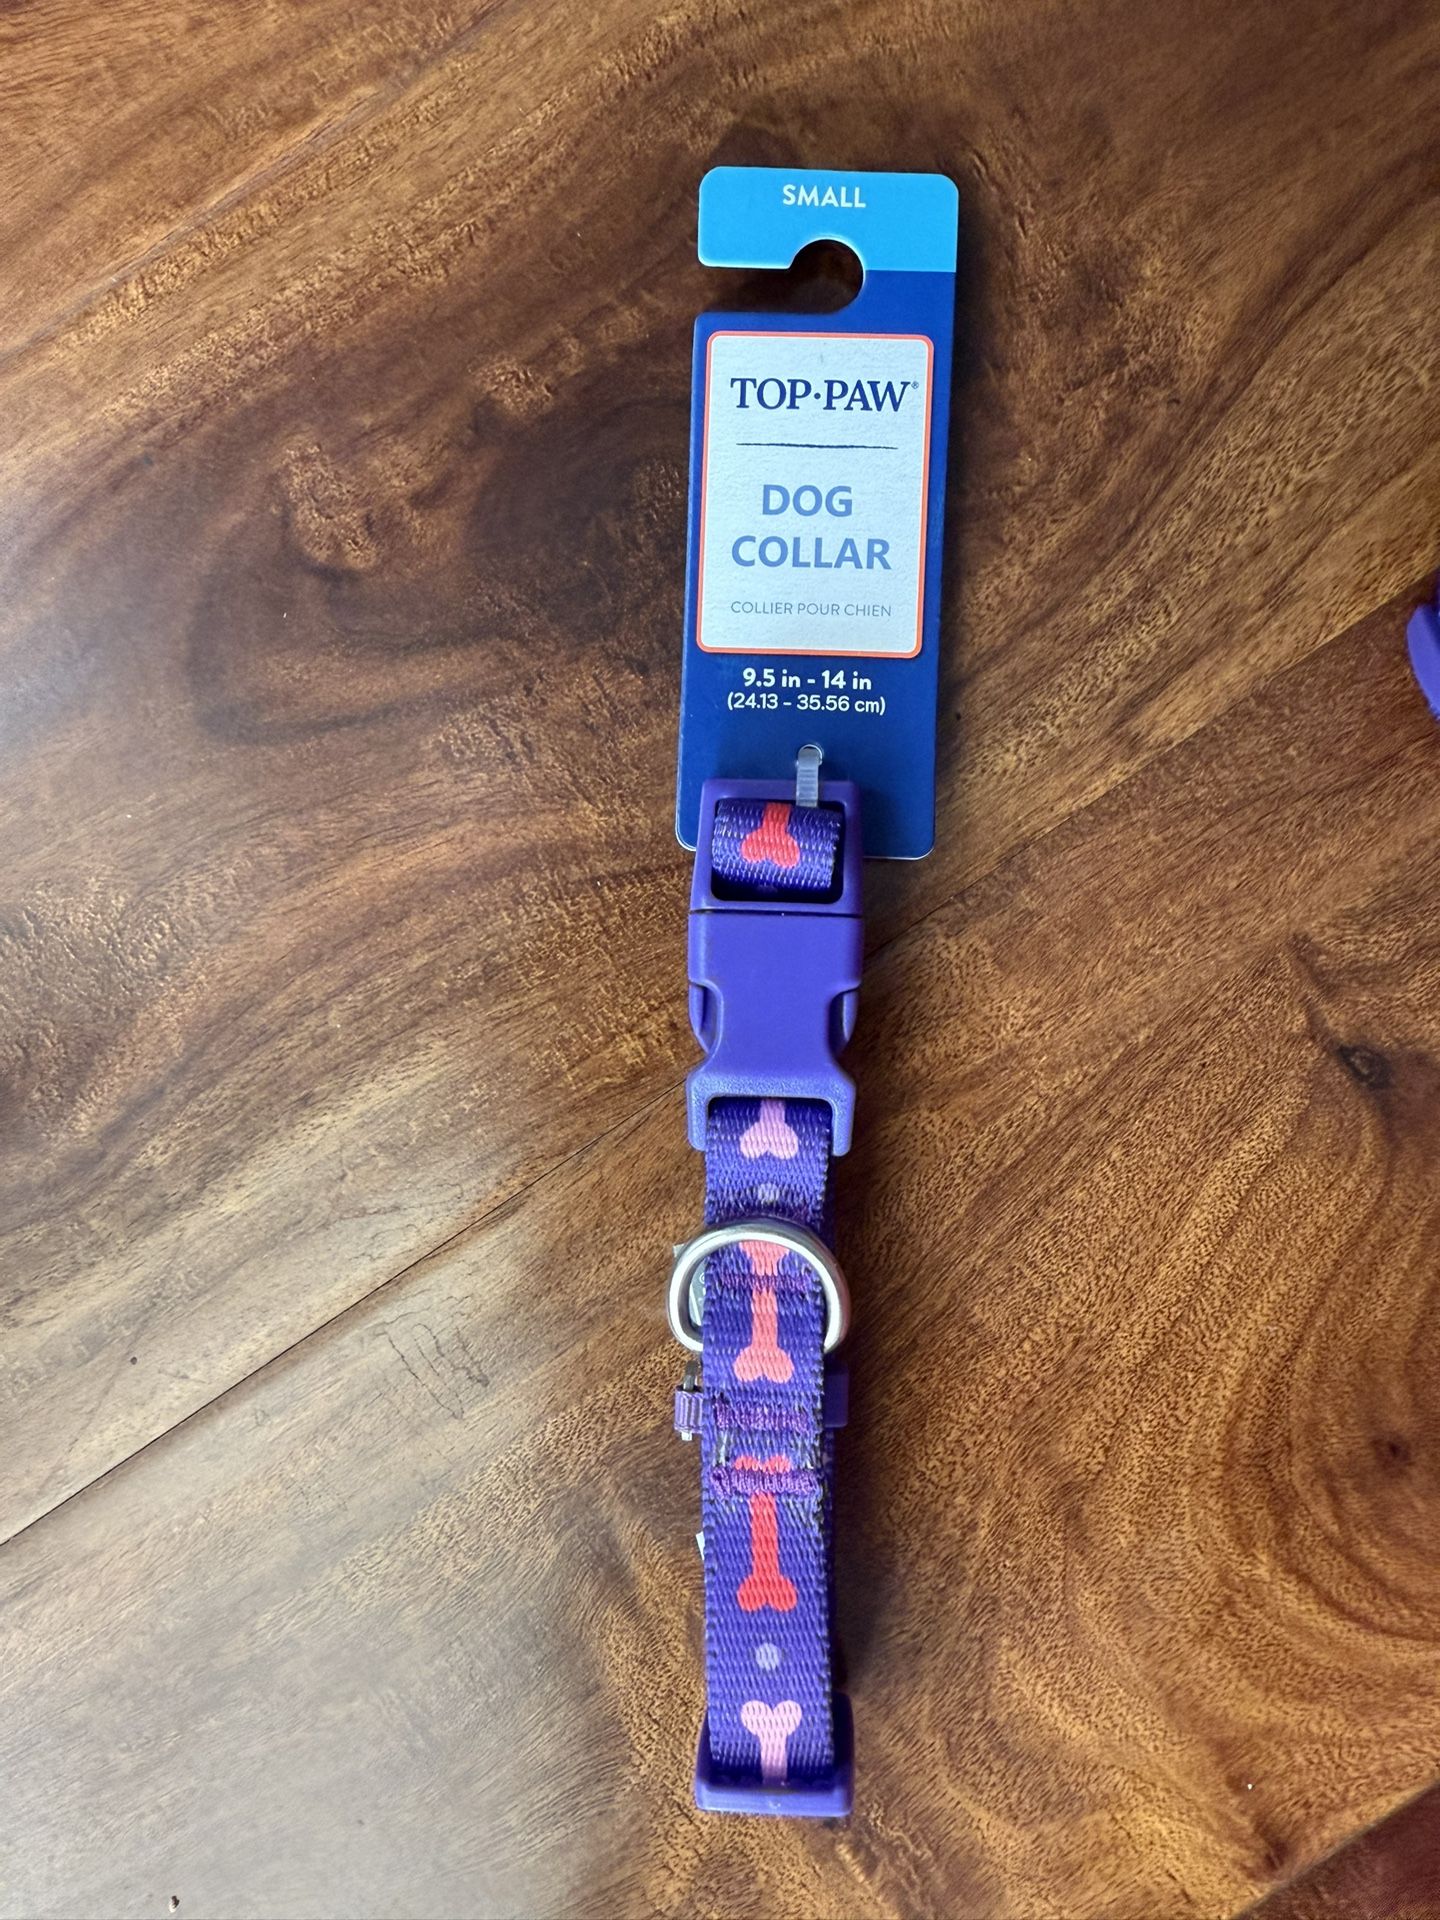 SMALL
TOP·PAW®
DOG
COLLAR
COLLIER POUR CHIEN
9.5 in - 14 in
(24.13 - 35.56 cm)